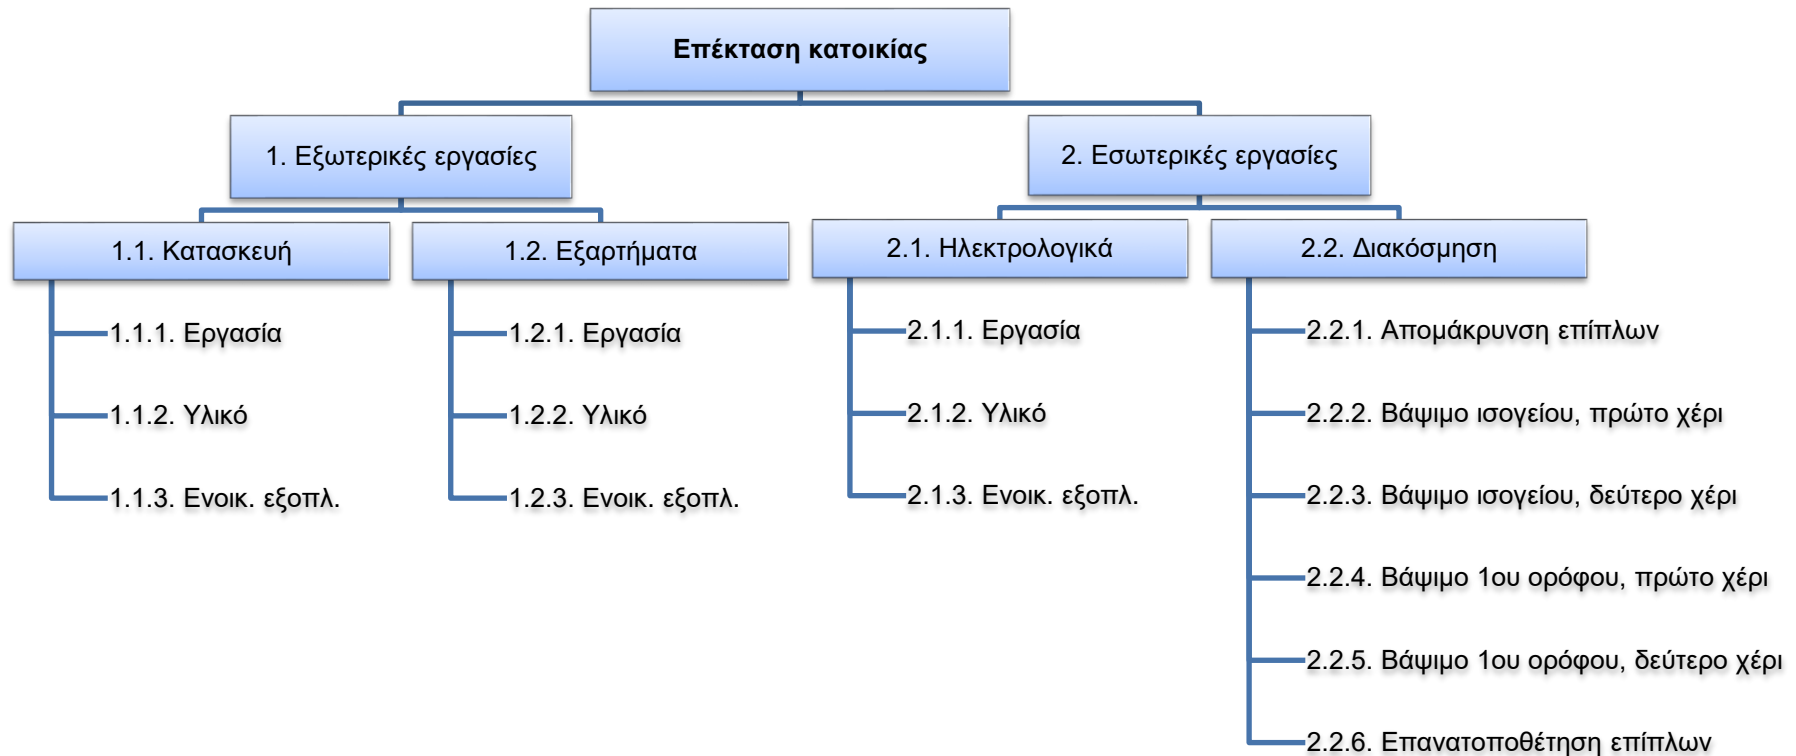 Επέκταση κατοικίας
1. Εξωτερικές εργασίες
2. Εσωτερικές εργασίες
1.1. Κατασκευή
1.2. Εξαρτήματα
2.1. Ηλεκτρολογικά
2.2. Διακόσμηση
1.1.1. Εργασία
1.1.2. Υλικό
1.1.3. Ενοικ. εξοπλ.
1.2.1. Εργασία
1.2.2. Υλικό
1.2.3. Ενοικ. εξοπλ.
2.1.1. Εργασία
2.1.2. Υλικό
2.1.3. Ενοικ. εξοπλ.
2.2.1. Απομάκρυνση επίπλων
2.2.2. Βάψιμο ισογείου, πρώτο χέρι
2.2.3. Βάψιμο ισογείου, δεύτερο χέρι
2.2.4. Βάψιμο 1ου ορόφου, πρώτο χέρι
2.2.5. Βάψιμο 1ου ορόφου, δεύτερο χέρι
2.2.6. Επανατοποθέτηση επίπλων